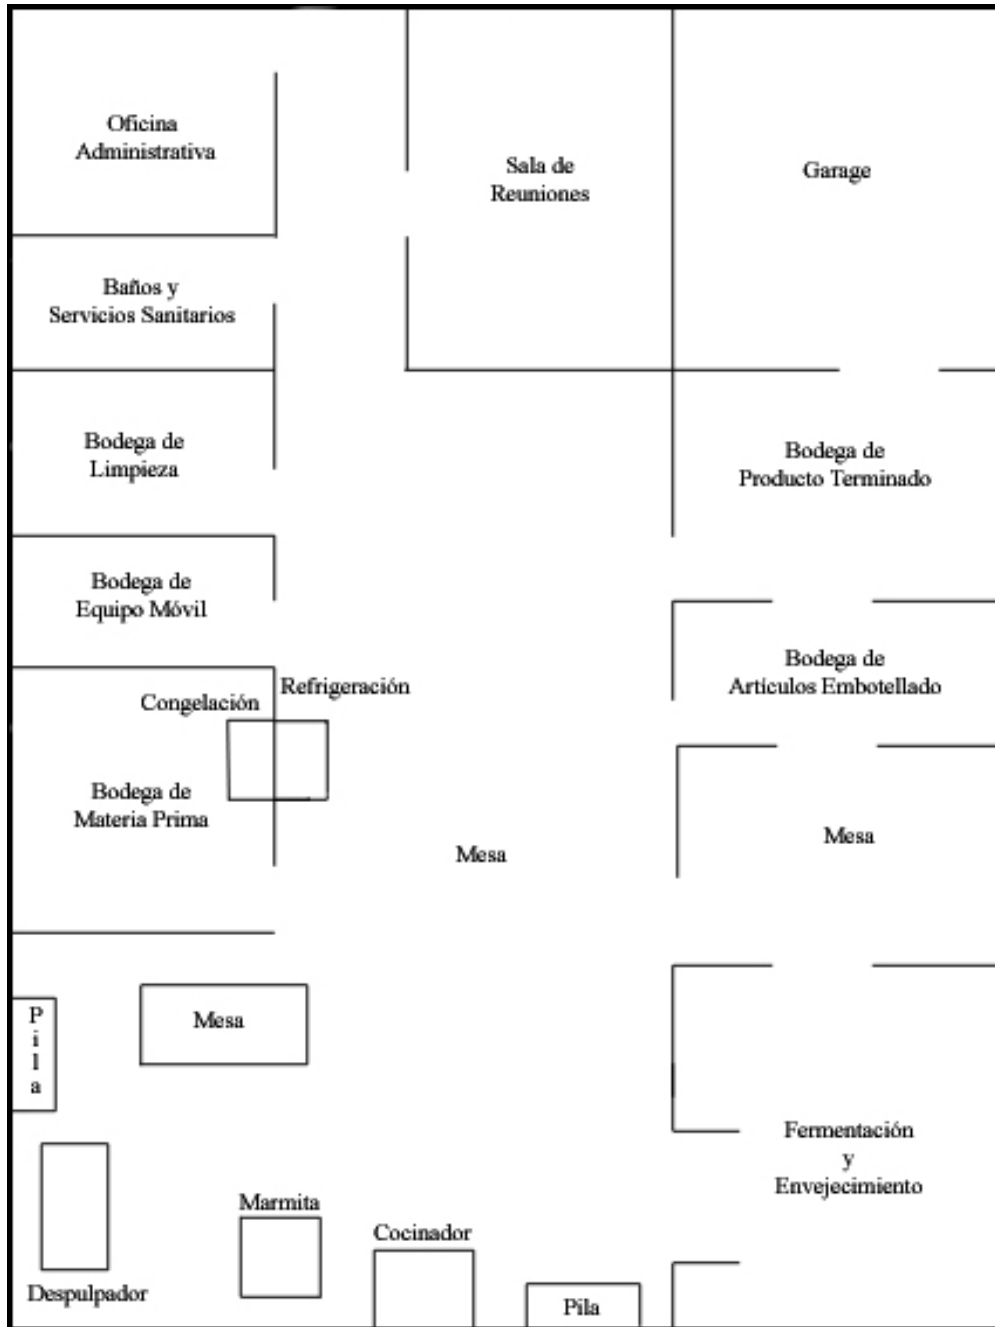 Oficina
Administrativa
Sala de
Reuniones
Garage
Baños y
Servicios Sanitarios
Bodega de
Limpieza
Bodega de
Producto Terminado
Bodega de
Equipo Móvil
Bodega de
Artículos Embotellado
Refrigeración
Congelación
Bodega de
Materia Prima
Mesa
Mesa
Pila
Mesa
Fermentación
y
Envejecimiento
Marmita
Cocinador
Despulpador
Pila